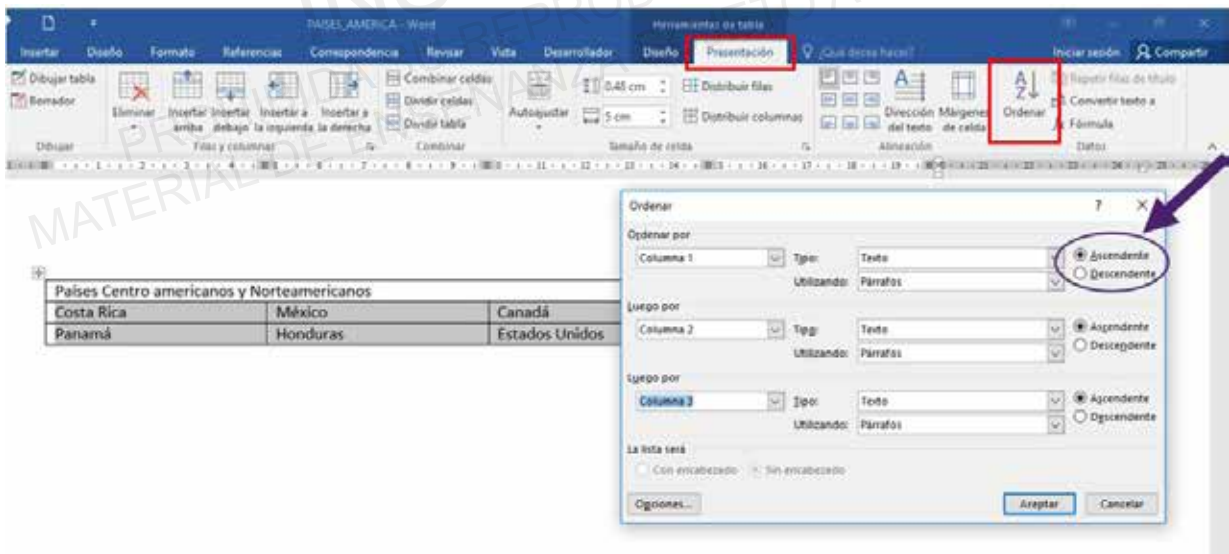 PAISES_AMERICA - Word
Herramientas de tabla
Insertar Diseño Formato Referencias Correspondencia Revisar Vista Desarrollador Diseño Presentación ¿Qué desea hacer? Iniciar sesión Compartir
Dibujar tabla
Borrador
Dibujar
Eliminar
Insertar arriba
Insertar debajo
Insertar a la izquierda
Insertar a la derecha
Filas y columnas
Combinar celdas
Dividir celdas
Dividir tabla
Combinar
Autoajustar
0.48 cm
5 cm
Distribuir filas
Distribuir columnas
Tamaño de celda
Dirección del texto
Márgenes de celda
Alineación
Ordenar
Repetir filas de título
Convertir texto a
Fórmula
Datos
MATERIAL DE
Países Centro americanos y Norteamericanos
Costa Rica México Canadá
Panamá Honduras Estados Unidos
Ordenar ? ×
Ordenar por
Columna 1 Tipo: Texto Ascendente
Utilizando: Párrafos Descendente
Luego por
Columna 2 Tipo: Texto Ascendente
Utilizando: Párrafos Descendente
Luego por
Columna 3 Tipo: Texto Ascendente
Utilizando: Párrafos Descendente
La lista será
Con encabezado Sin encabezado
Opciones... Aceptar Cancelar